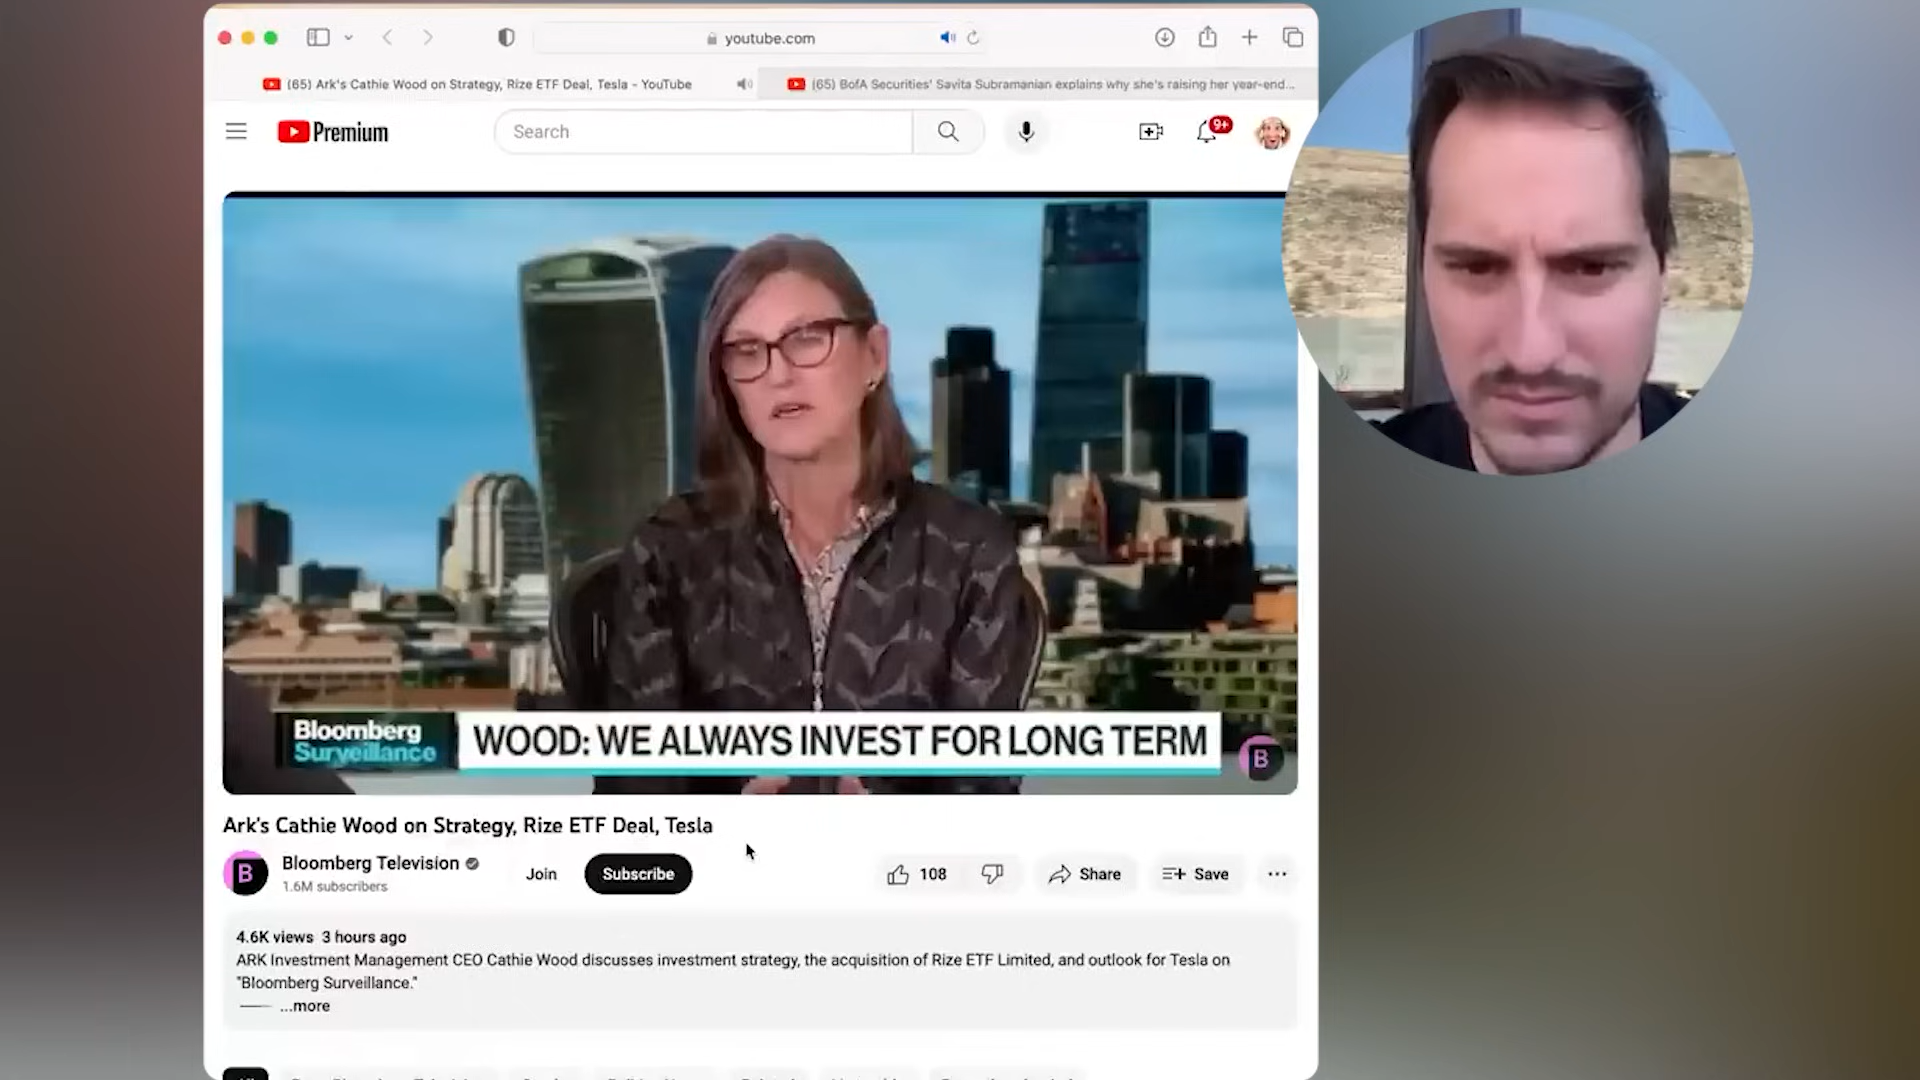 youtube.com
(65) Ark's Cathie Wood on Strategy, Rize ETF Deal, Tesla - YouTube
(65) BofA Securities' Savita Subramanian explains why she's raising her year-end...
Premium
Search
9+
Bloomberg
Surveillance
WOOD: WE ALWAYS INVEST FOR LONG TERM
B
Ark's Cathie Wood on Strategy, Rize ETF Deal, Tesla
B
Bloomberg Television
1.6M subscribers
Join
Subscribe
108
Share
Save
4.6K views 3 hours ago
ARK Investment Management CEO Cathie Wood discusses investment strategy, the acquisition of Rize ETF Limited, and outlook for Tesla on
"Bloomberg Surveillance."
...more